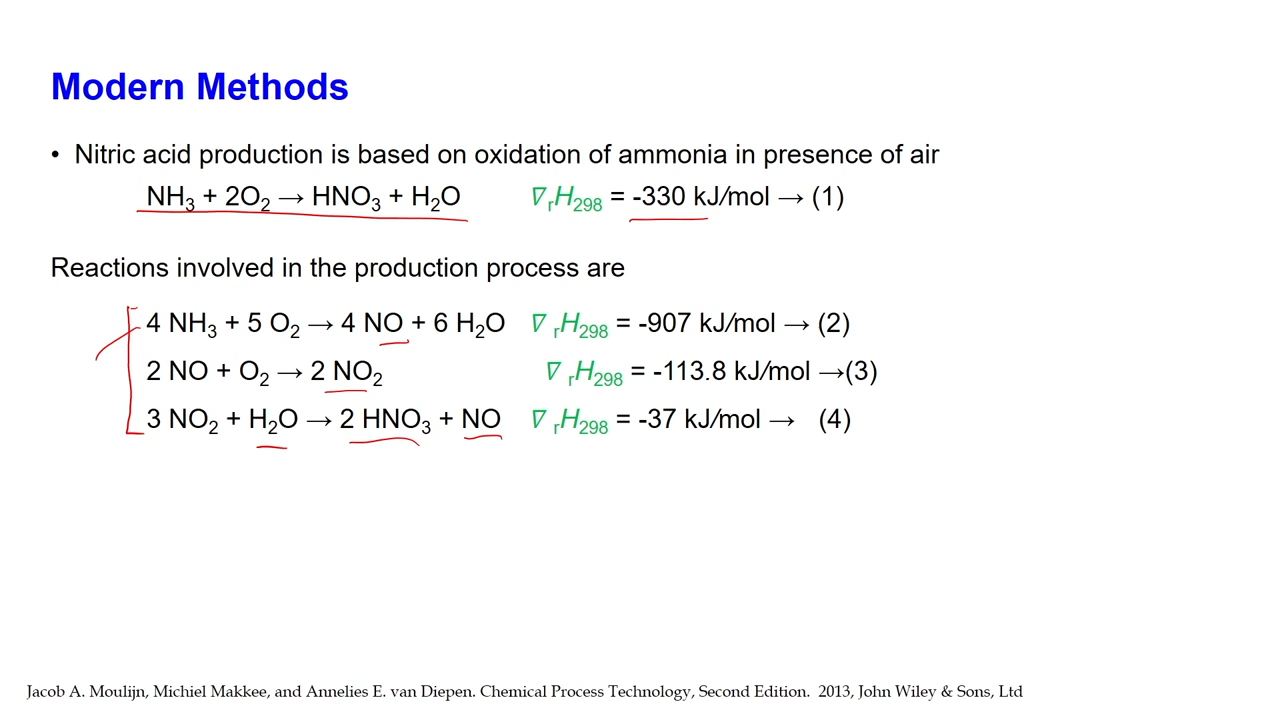 Modern Methods
• Nitric acid production is based on oxidation of ammonia in presence of air
NH₃ + 2O₂ → HNO₃ + H₂O ∇ᵣH₂₉₈ = -330 kJ/mol → (1)
Reactions involved in the production process are
4 NH₃ + 5 O₂ → 4 NO + 6 H₂O ∇ ᵣH₂₉₈ = -907 kJ/mol → (2)
2 NO + O₂ → 2 NO₂ ∇ ᵣH₂₉₈ = -113.8 kJ/mol →(3)
3 NO₂ + H₂O → 2 HNO₃ + NO ∇ ᵣH₂₉₈ = -37 kJ/mol → (4)
Jacob A. Moulijn, Michiel Makkee, and Annelies E. van Diepen. Chemical Process Technology, Second Edition. 2013, John Wiley & Sons, Ltd